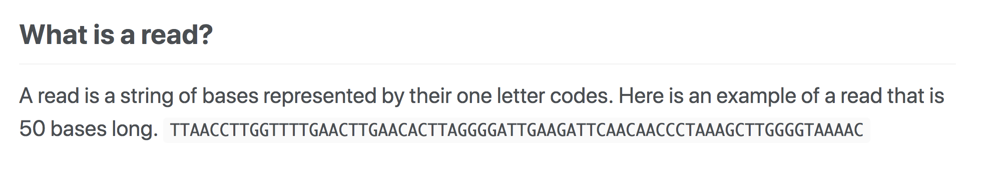 What is a read?
A read is a string of bases represented by their one letter codes. Here is an example of a read that is
50 bases long. TTAACCTTGGTTTTGAACTTGAACACTTAGGGGATTGAAGATTCAACAACCCTAAAGCTTGGGGTAAAAC